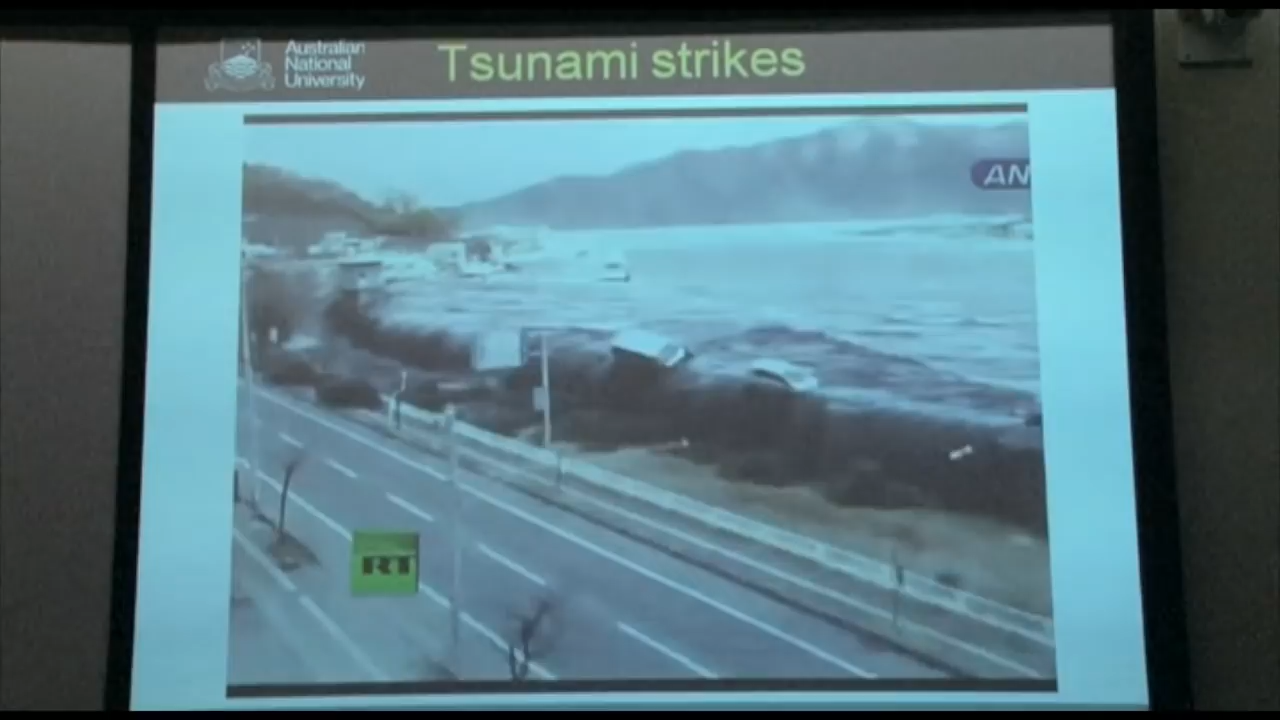 Australian
National
University
Tsunami strikes
AN
RT